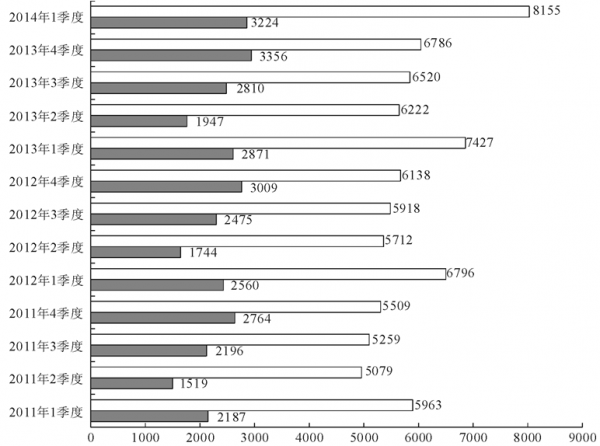 2014年1季度 8155
3224
2013年4季度 6786
3356
2013年3季度 6520
2810
2013年2季度 6222
1947
2013年1季度 7427
2871
2012年4季度 6138
3009
2012年3季度 5918
2475
2012年2季度 5712
1744
2012年1季度 6796
2560
2011年4季度 5509
2764
2011年3季度 5259
2196
2011年2季度 5079
1519
2011年1季度 5963
2187
0 1000 2000 3000 4000 5000 6000 7000 8000 9000